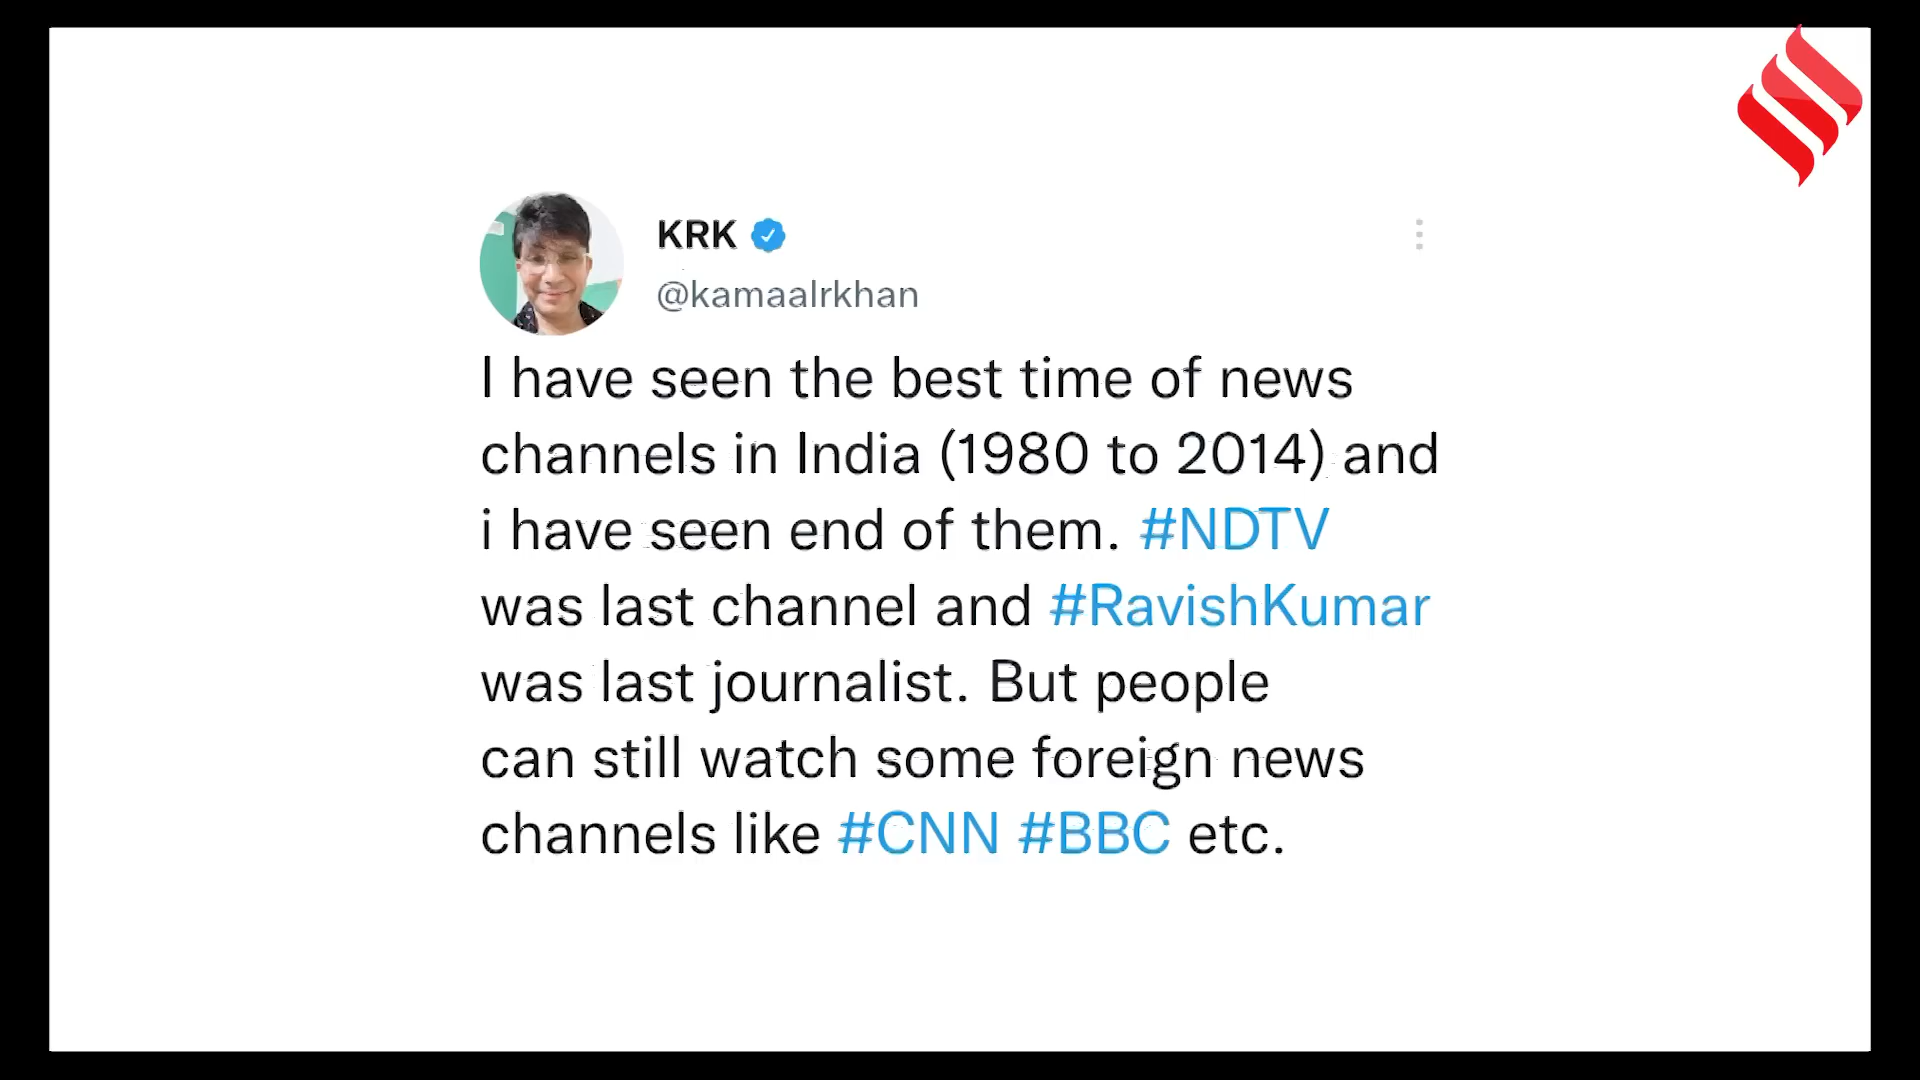 KRK
@kamaalrkhan
I have seen the best time of news
channels in India (1980 to 2014) and
i have seen end of them. #NDTV
was last channel and #RavishKumar
was last journalist. But people
can still watch some foreign news
channels like #CNN #BBC etc.